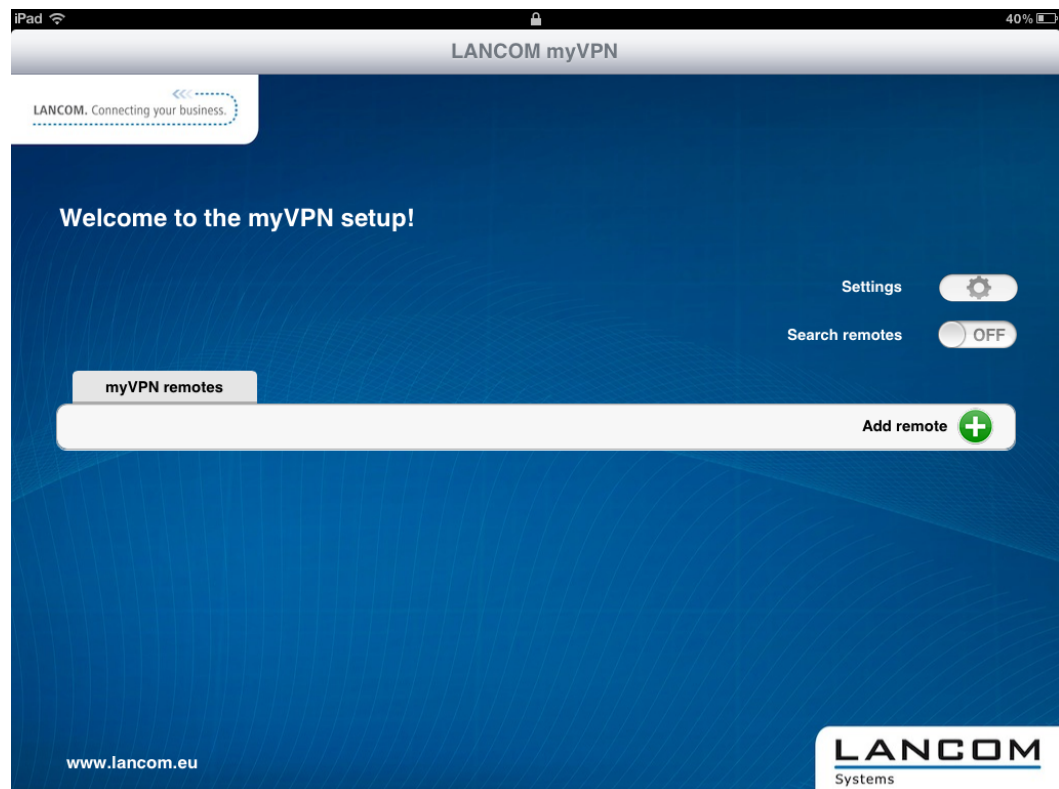 iPad 40%
LANCOM myVPN
LANCOM. Connecting your business.
Welcome to the myVPN setup!
Settings
Search remotes OFF
myVPN remotes
Add remote
www.lancom.eu
LANCOM
Systems